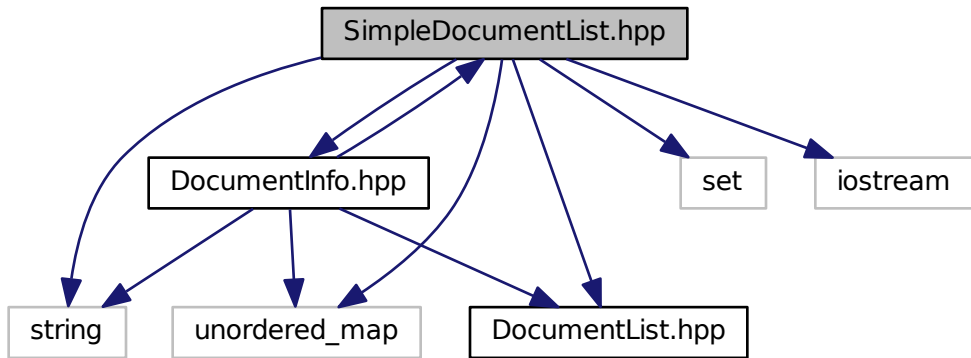 SimpleDocumentList.hpp
DocumentInfo.hpp
set
iostream
string
unordered_map
DocumentList.hpp